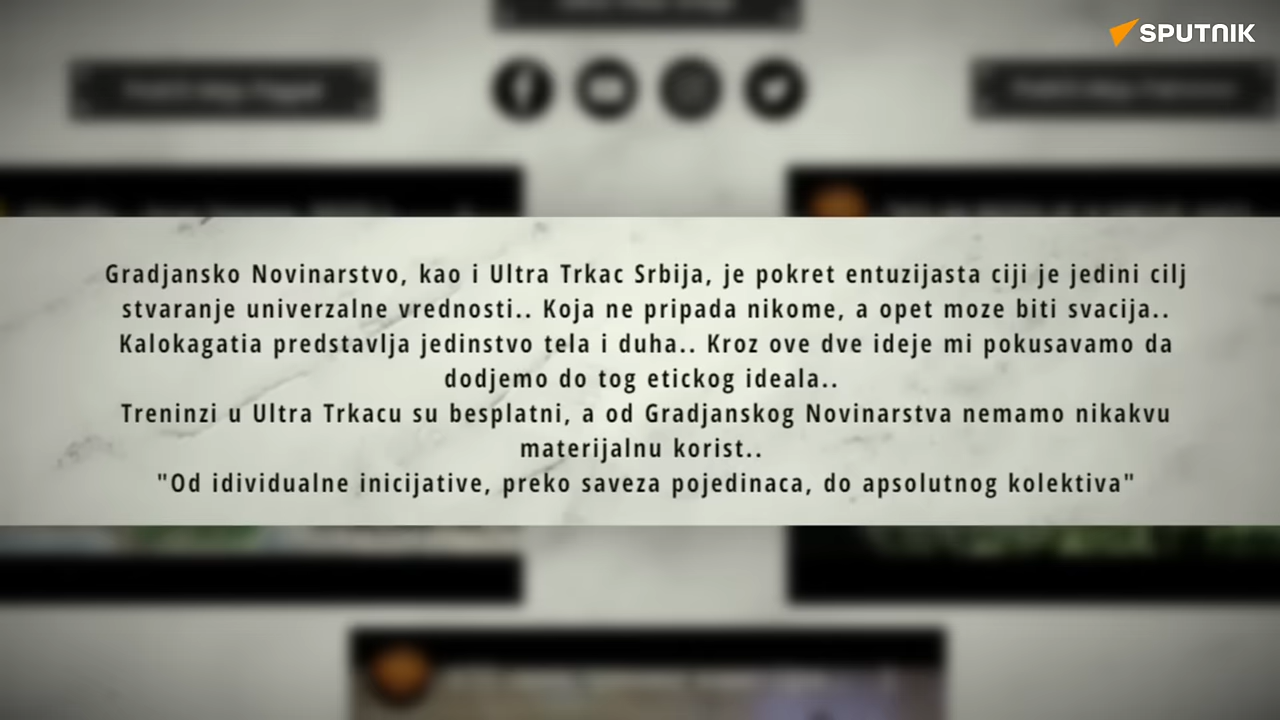 SPUTNIK
Gradjansko Novinarstvo, kao i Ultra Trkac Srbija, je pokret entuzijasta ciji je jedini cilj
stvaranje univerzalne vrednosti.. Koja ne pripada nikome, a opet moze biti svacija..
Kalokagatia predstavlja jedinstvo tela i duha.. Kroz ove dve ideje mi pokusavamo da
dodjemo do tog etickog ideala..
Treninzi u Ultra Trkacu su besplatni, a od Gradjanskog Novinarstva nemamo nikakvu
materijalnu korist..
"Od idividualne inicijative, preko saveza pojedinaca, do apsolutnog kolektiva"